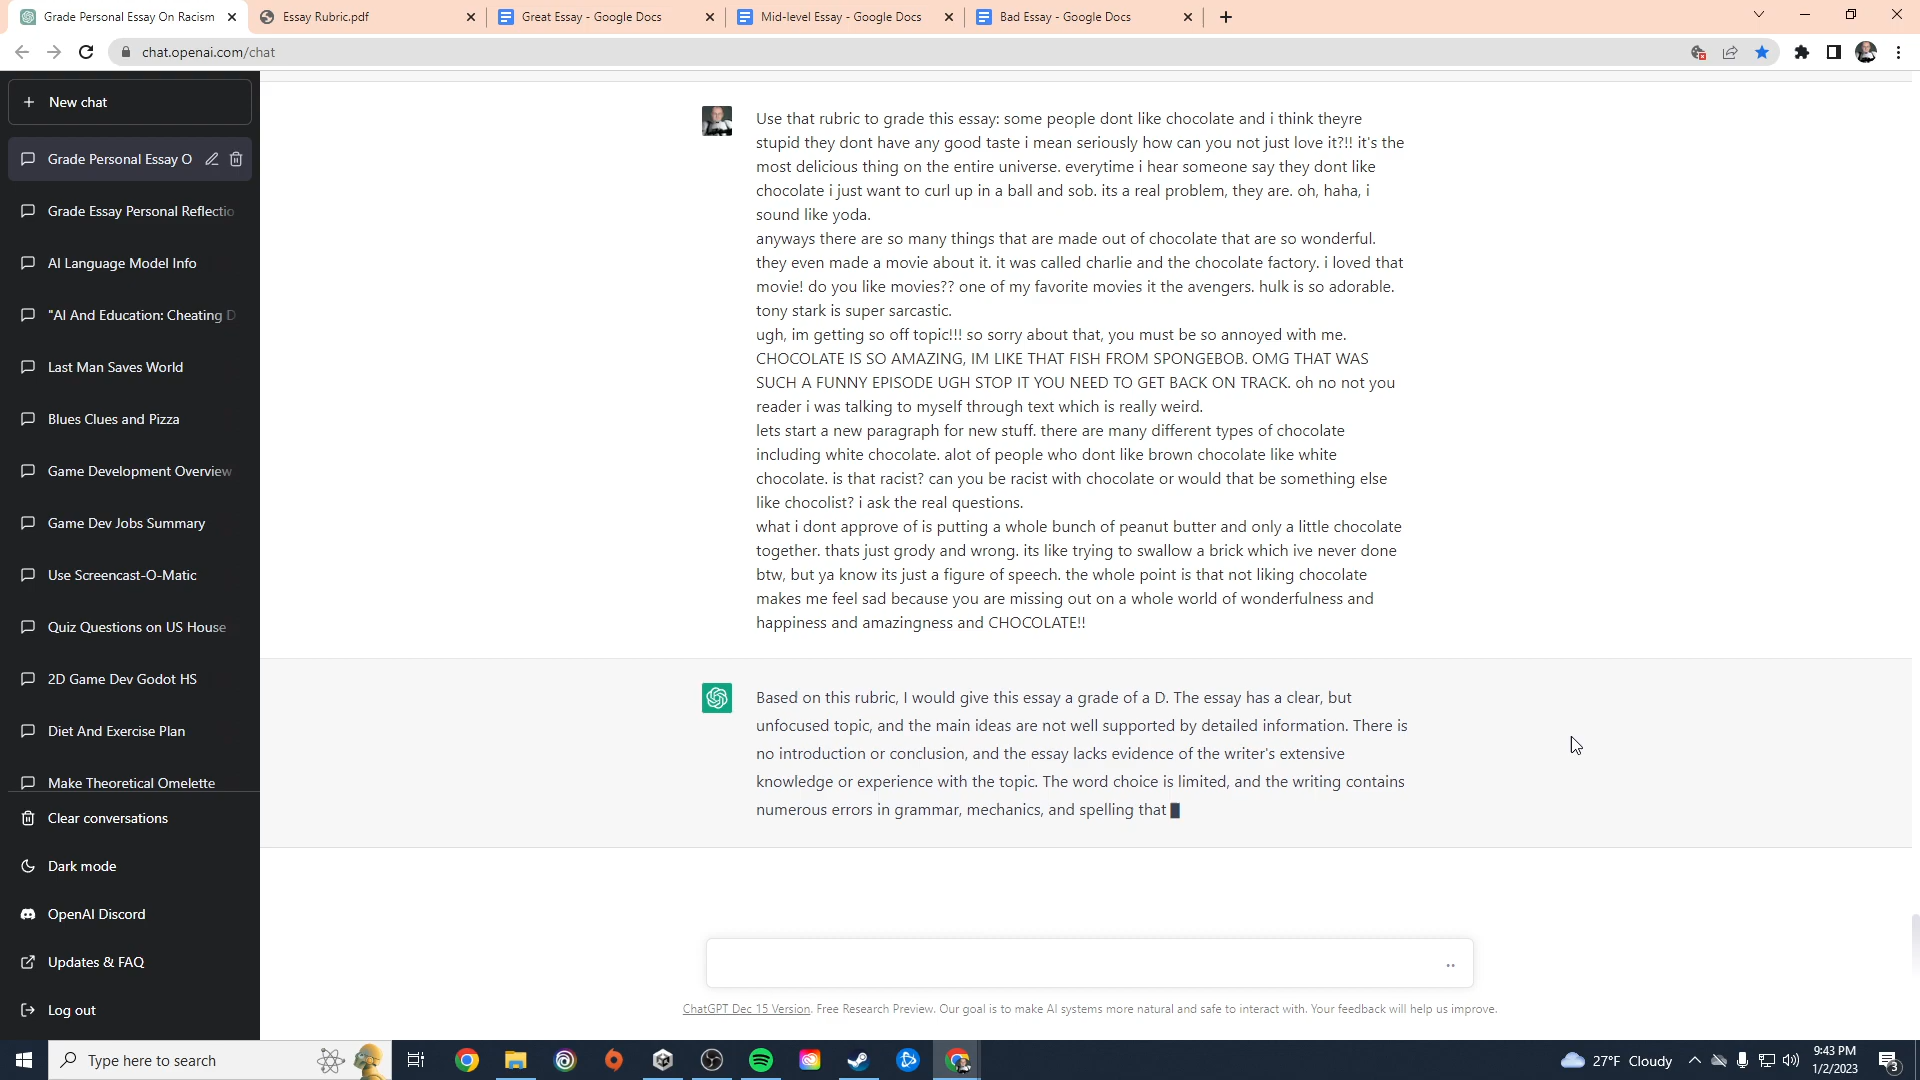 Grade Personal Essay On Racism
Essay Rubric.pdf
Great Essay - Google Docs
Mid-level Essay - Google Docs
Bad Essay - Google Docs
chat.openai.com/chat
New chat
Grade Personal Essay O
Grade Essay Personal Reflectio
AI Language Model Info
"AI And Education: Cheating D
Last Man Saves World
Blues Clues and Pizza
Game Development Overview
Game Dev Jobs Summary
Use Screencast-O-Matic
Quiz Questions on US House
2D Game Dev Godot HS
Diet And Exercise Plan
Make Theoretical Omelette
Clear conversations
Dark mode
OpenAI Discord
Updates & FAQ
Log out
Use that rubric to grade this essay: some people dont like chocolate and i think theyre
stupid they dont have any good taste i mean seriously how can you not just love it?!! it's the
most delicious thing on the entire universe. everytime i hear someone say they dont like
chocolate i just want to curl up in a ball and sob. its a real problem, they are. oh, haha, i
sound like yoda.
anyways there are so many things that are made out of chocolate that are so wonderful.
they even made a movie about it. it was called charlie and the chocolate factory. i loved that
movie! do you like movies?? one of my favorite movies it the avengers. hulk is so adorable.
tony stark is super sarcastic.
ugh, im getting so off topic!!! so sorry about that, you must be so annoyed with me.
CHOCOLATE IS SO AMAZING, IM LIKE THAT FISH FROM SPONGEBOB. OMG THAT WAS
SUCH A FUNNY EPISODE UGH STOP IT YOU NEED TO GET BACK ON TRACK. oh no not you
reader i was talking to myself through text which is really weird.
lets start a new paragraph for new stuff. there are many different types of chocolate
including white chocolate. alot of people who dont like brown chocolate like white
chocolate. is that racist? can you be racist with chocolate or would that be something else
like chocolist? i ask the real questions.
what i dont approve of is putting a whole bunch of peanut butter and only a little chocolate
together. thats just grody and wrong. its like trying to swallow a brick which ive never done
btw, but ya know its just a figure of speech. the whole point is that not liking chocolate
makes me feel sad because you are missing out on a whole world of wonderfulness and
happiness and amazingness and CHOCOLATE!!
Based on this rubric, I would give this essay a grade of a D. The essay has a clear, but
unfocused topic, and the main ideas are not well supported by detailed information. There is
no introduction or conclusion, and the essay lacks evidence of the writer's extensive
knowledge or experience with the topic. The word choice is limited, and the writing contains
numerous errors in grammar, mechanics, and spelling that
ChatGPT Dec 15 Version. Free Research Preview. Our goal is to make AI systems more natural and safe to interact with. Your feedback will help us improve.
Type here to search
27°F Cloudy
9:43 PM
1/2/2023
3